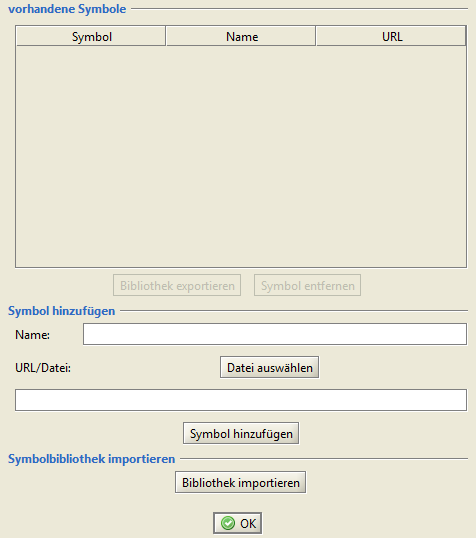 vorhandene Symbole
Symbol Name URL
Bibliothek exportieren Symbol entfernen
Symbol hinzufügen
Name:
URL/Datei: Datei auswählen
Symbol hinzufügen
Symbolbibliothek importieren
Bibliothek importieren
OK